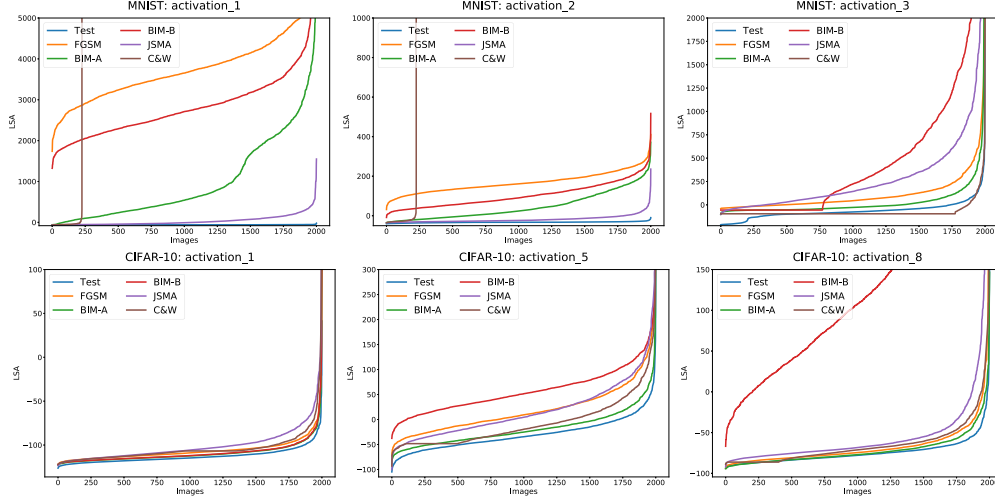 MNIST: activation_1
5000
4000
3000
2000
1000
0
LSA
Test
FGSM
BIM-A
BIM-B
JSMA
C&W
0 250 500 750 1000 1250 1500 1750 2000
Images
MNIST: activation_2
1000
800
600
400
200
0
LSA
Test
FGSM
BIM-A
BIM-B
JSMA
C&W
0 250 500 750 1000 1250 1500 1750 2000
Images
MNIST: activation_3
2000
1750
1500
1250
1000
750
500
250
0
LSA
Test
FGSM
BIM-A
BIM-B
JSMA
C&W
0 250 500 750 1000 1250 1500 1750 2000
Images
CIFAR-10: activation_1
100
50
0
−50
−100
LSA
Test
FGSM
BIM-A
BIM-B
JSMA
C&W
0 250 500 750 1000 1250 1500 1750 2000
Images
CIFAR-10: activation_5
300
250
200
150
100
50
0
−50
−100
LSA
Test
FGSM
BIM-A
BIM-B
JSMA
C&W
0 250 500 750 1000 1250 1500 1750 2000
Images
CIFAR-10: activation_8
150
100
50
0
−50
−100
LSA
Test
FGSM
BIM-A
BIM-B
JSMA
C&W
0 250 500 750 1000 1250 1500 1750 2000
Images